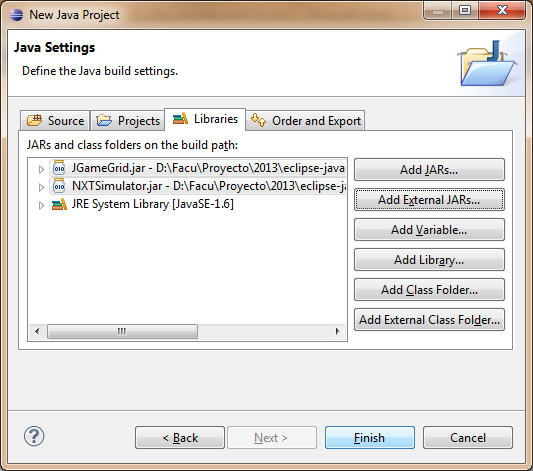 New Java Project
Java Settings
Define the Java build settings.
Source Projects Libraries Order and Export
JARs and class folders on the build path:
JGameGrid.jar - D:\Facu\Proyecto\2013\eclipse-java
NXTSimulator.jar - D:\Facu\Proyecto\2013\eclipse-ja
JRE System Library [JavaSE-1.6]
Add JARs...
Add External JARs...
Add Variable...
Add Library...
Add Class Folder...
Add External Class Folder...
< Back Next > Finish Cancel